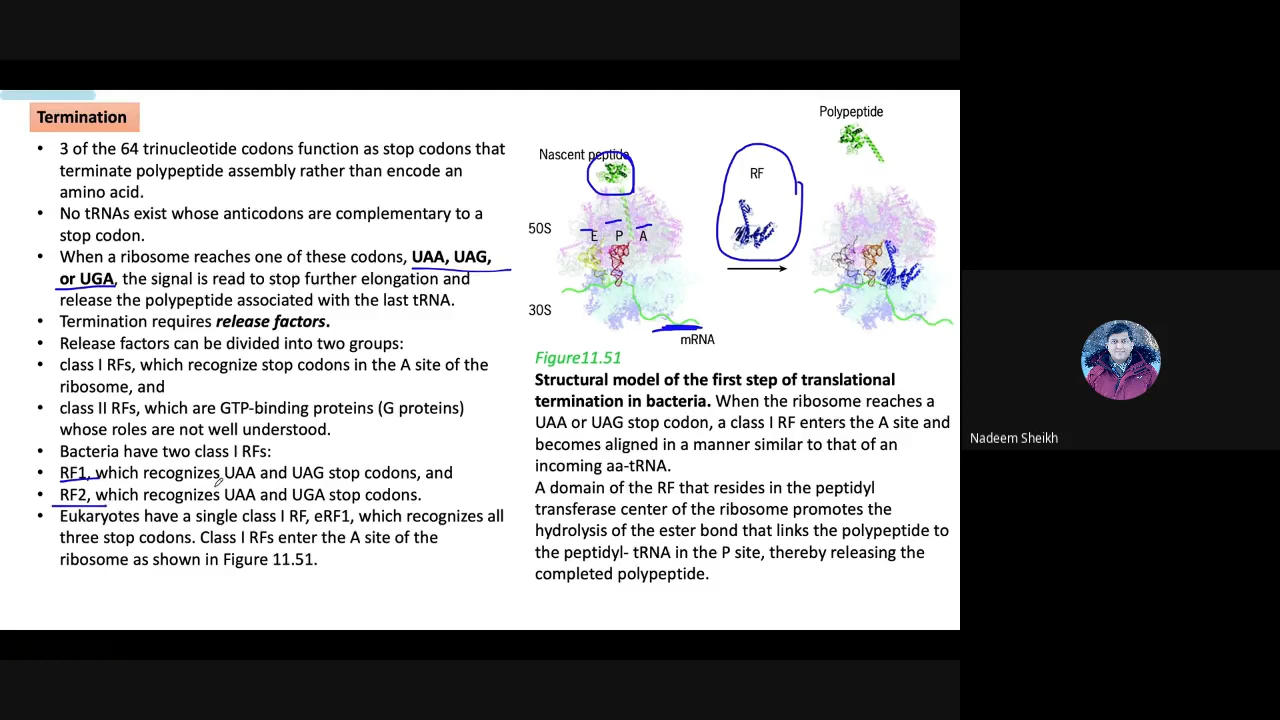 Termination
• 3 of the 64 trinucleotide codons function as stop codons that
terminate polypeptide assembly rather than encode an
amino acid.
• No tRNAs exist whose anticodons are complementary to a
stop codon.
• When a ribosome reaches one of these codons, UAA, UAG,
or UGA, the signal is read to stop further elongation and
release the polypeptide associated with the last tRNA.
• Termination requires release factors.
• Release factors can be divided into two groups:
• class I RFs, which recognize stop codons in the A site of the
ribosome, and
• class II RFs, which are GTP-binding proteins (G proteins)
whose roles are not well understood.
• Bacteria have two class I RFs:
• RF1, which recognizes UAA and UAG stop codons, and
• RF2, which recognizes UAA and UGA stop codons.
• Eukaryotes have a single class I RF, eRF1, which recognizes all
three stop codons. Class I RFs enter the A site of the
ribosome as shown in Figure 11.51.
Polypeptide
Nascent peptide
RF
50S
E P A
30S
mRNA
Figure11.51
Structural model of the first step of translational
termination in bacteria. When the ribosome reaches a
UAA or UAG stop codon, a class I RF enters the A site and
becomes aligned in a manner similar to that of an
incoming aa-tRNA.
A domain of the RF that resides in the peptidyl
transferase center of the ribosome promotes the
hydrolysis of the ester bond that links the polypeptide to
the peptidyl- tRNA in the P site, thereby releasing the
completed polypeptide.
Nadeem Sheikh